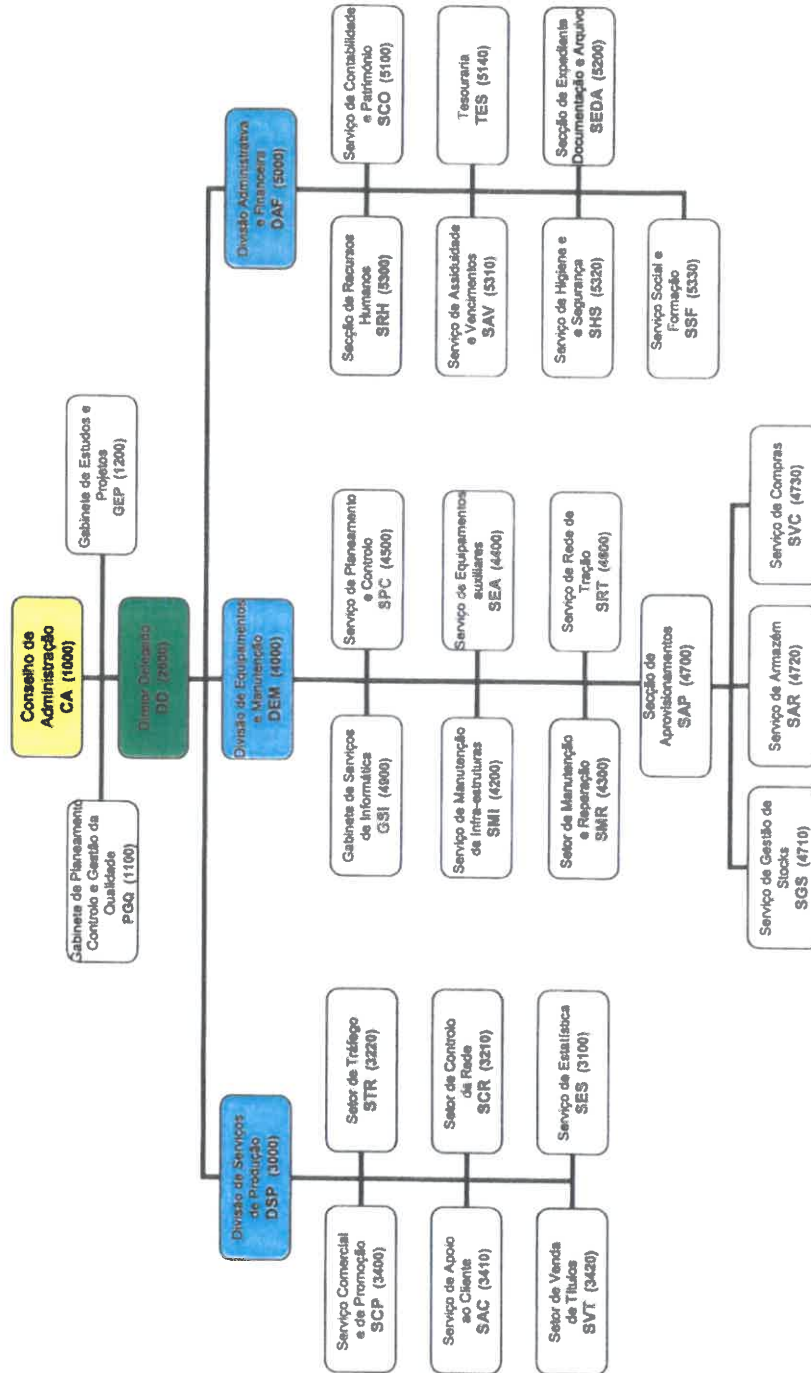 Conselho de
Administração
CA (1000)
Gabinete de Planeamento
Controlo e Gestão da
Qualidade
PGQ (1100)
Gabinete de Estudos e
Projetos
GEP (1200)
Diretor Delegado
DD (2000)
Divisão de Serviços
de Produção
DSP (3000)
Divisão de Equipamentos
e Manutenção
DEM (4000)
Divisão Administrativa
e Financeira
DAF (5000)
Serviço Comercial
e de Promoção
SCP (3400)
Setor de Tráfego
STR (3220)
Serviço de Apoio
ao Cliente
SAC (3410)
Setor de Controlo
da Rede
SCR (3210)
Setor de Venda
de Títulos
SVT (3420)
Serviço de Estatística
SES (3100)
Gabinete de Serviços
de Informática
GSI (4900)
Serviço de Planeamento
e Controlo
SPC (4500)
Serviço de Manutenção
de Infra-estruturas
SMI (4200)
Serviço de Equipamentos
auxiliares
SEA (4400)
Setor de Manutenção
e Reparação
SMR (4300)
Serviço de Rede de
Tração
SRT (4600)
Secção de
Aprovisionamentos
SAP (4700)
Serviço de Gestão de
Stocks
SGS (4710)
Serviço de Armazém
SAR (4720)
Serviço de Compras
SVC (4730)
Secção de Recursos
Humanos
SRH (5300)
Serviço de Contabilidade
e Património
SCO (5100)
Serviço de Assiduidade
e Vencimentos
SAV (5310)
Tesouraria
TES (5140)
Serviço de Higiene e
e Segurança
SHS (5320)
Secção de Expediente
Documentação e Arquivo
SEDA (5200)
Serviço Social e
Formação
SSF (5330)